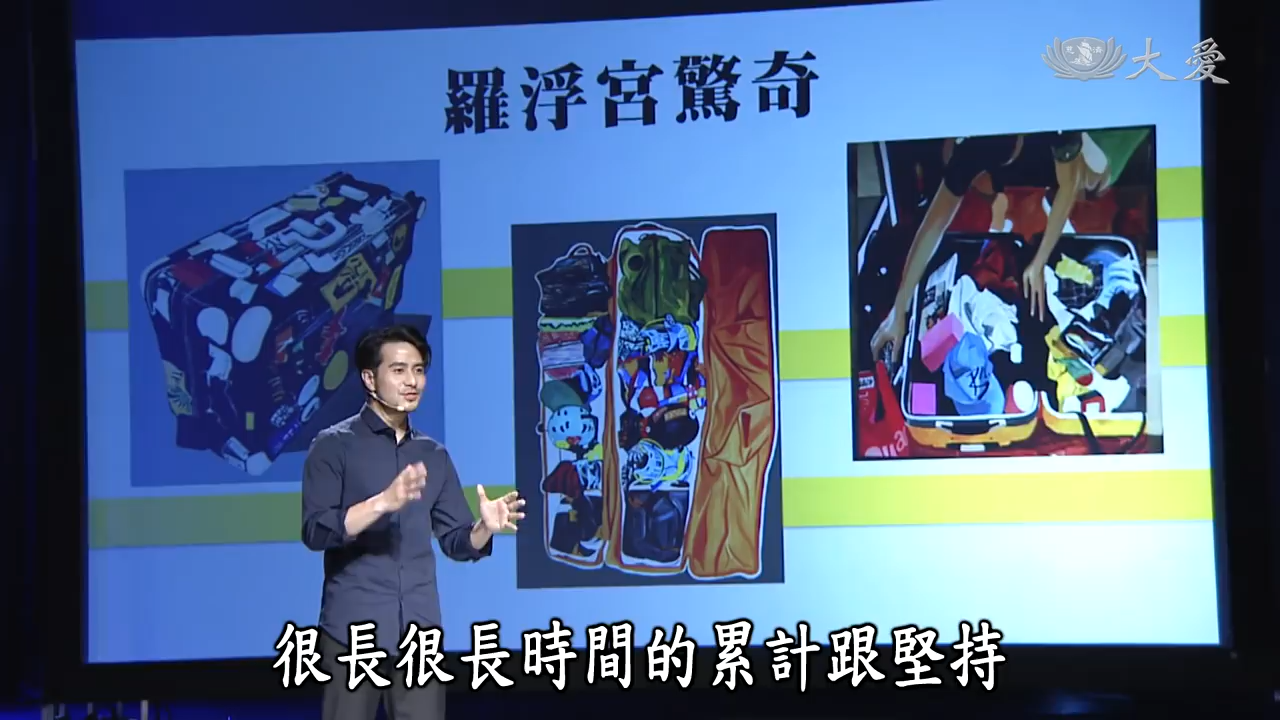 羅浮宮驚奇
大愛
很長很長時間的累計跟堅持